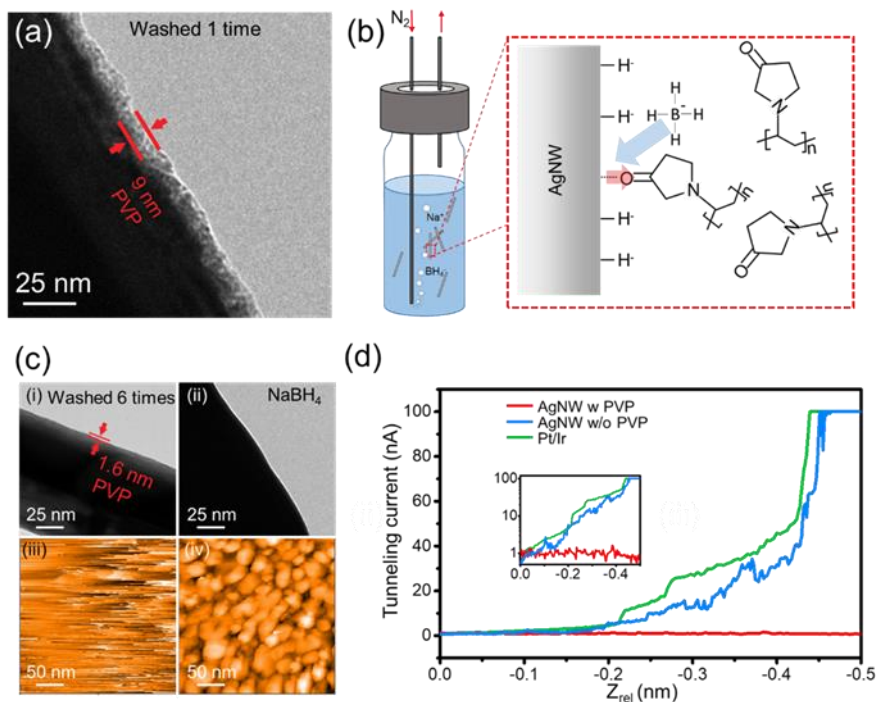 (a)
Washed 1 time
9 nm
PVP
25 nm
(b)
N₂
Na⁺
BH₄⁻
AgNW
H⁻
H⁻
H⁻
H⁻
H
H B⁻ H
H
O
N
n
O
N
n
O
N
n
(c)
(i) Washed 6 times
1.6 nm
PVP
25 nm
(ii) NaBH₄
25 nm
(iii)
50 nm
(iv)
50 nm
(d)
AgNW w PVP
AgNW w/o PVP
Pt/Ir
Tunneling current (nA)
100
80
60
40
20
0
100
10
1
0.0 -0.2 -0.4
0.0 -0.1 -0.2 -0.3 -0.4 -0.5
Zrel (nm)